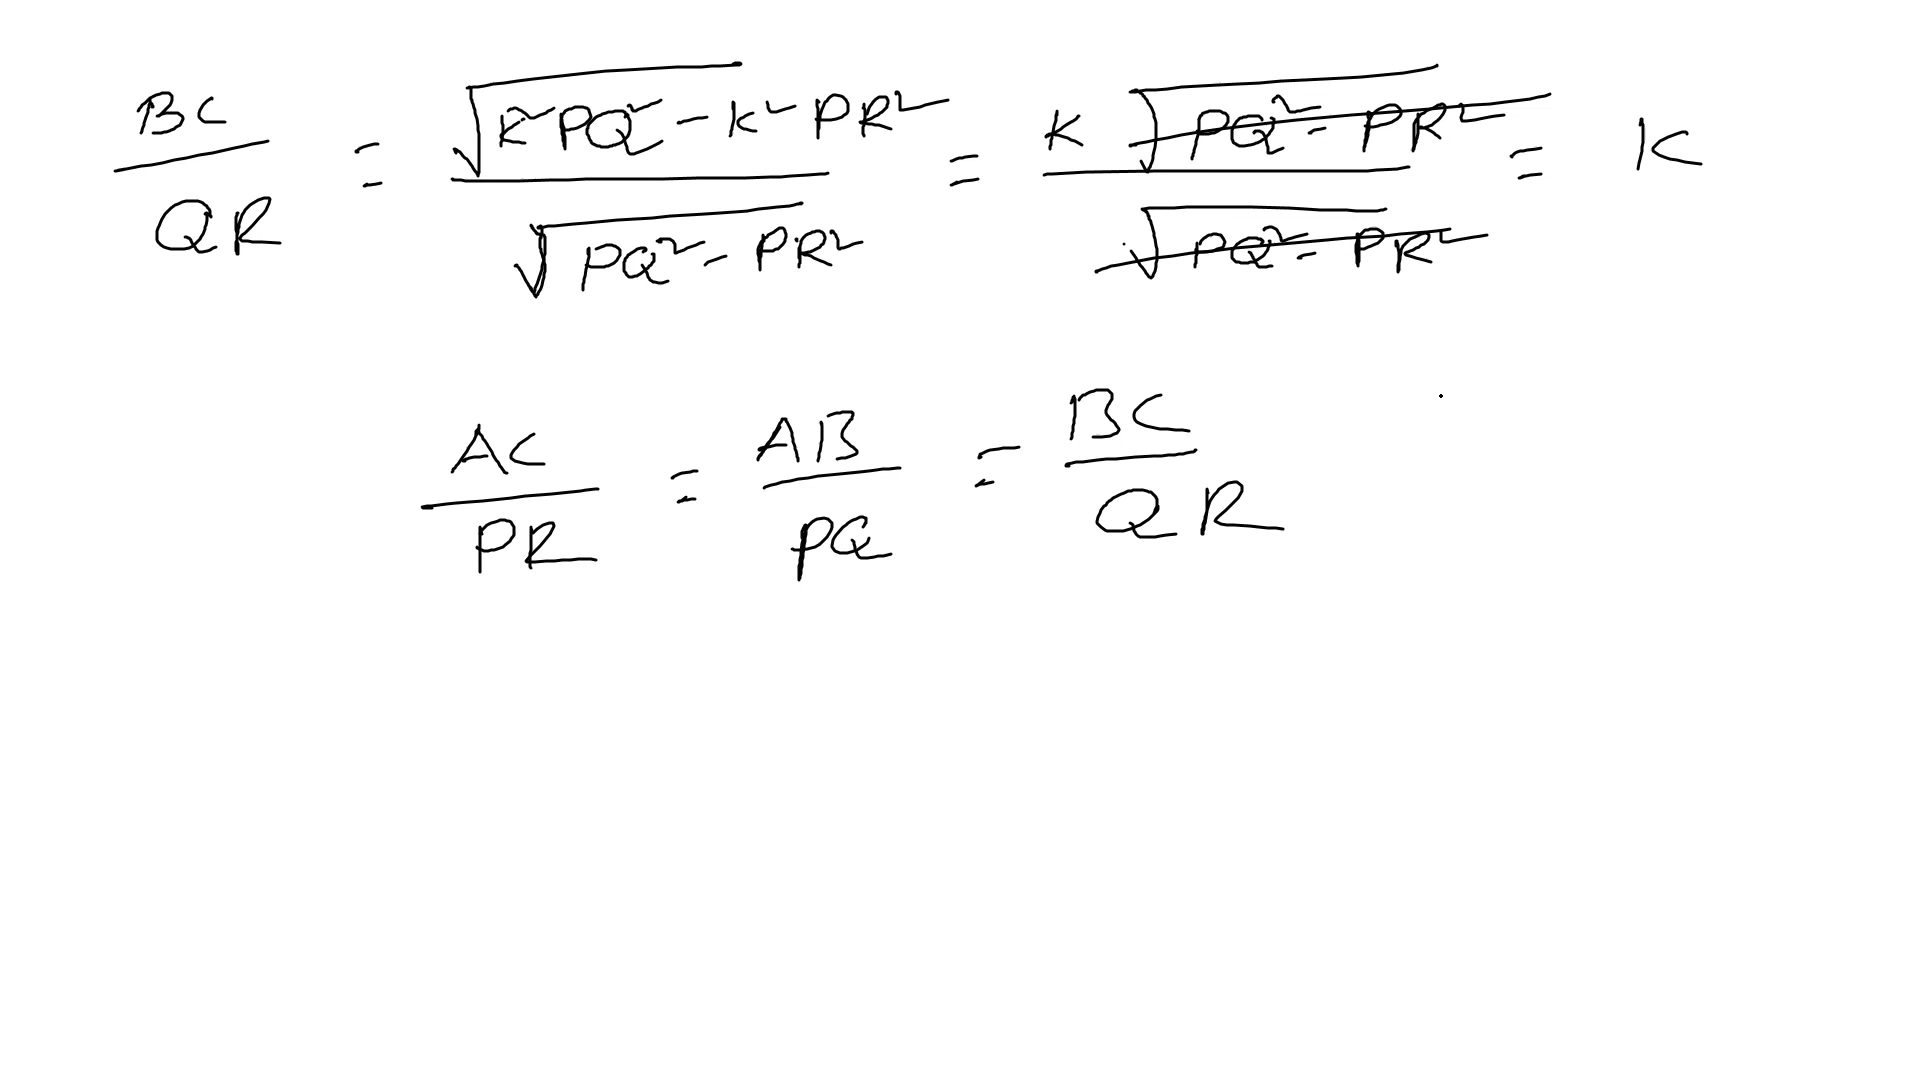 BC/QR = √(K²PQ² - K²PR²)/√(PQ² - PR²) = K√(PQ² - PR²)/√(PQ² - PR²) = K
AC/PR = AB/PQ = BC/QR